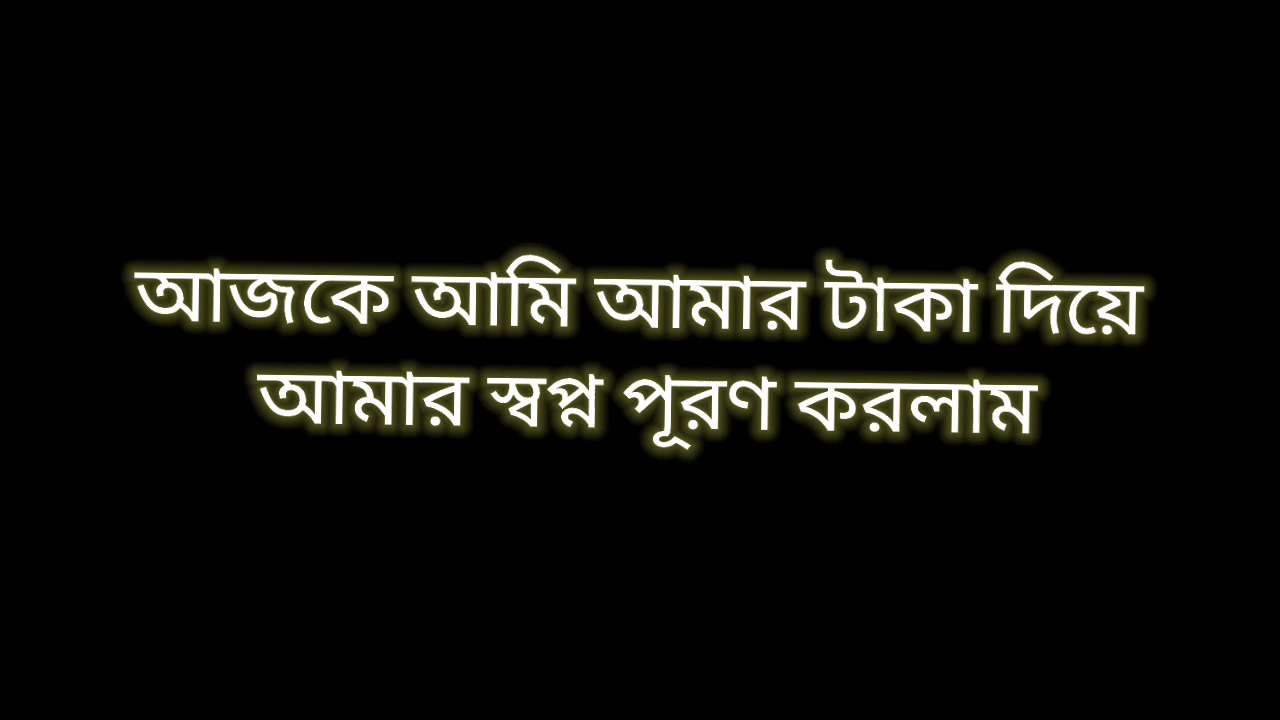 আজকে আমি আমার টাকা দিয়ে
আমার স্বপ্ন পূরণ করলাম